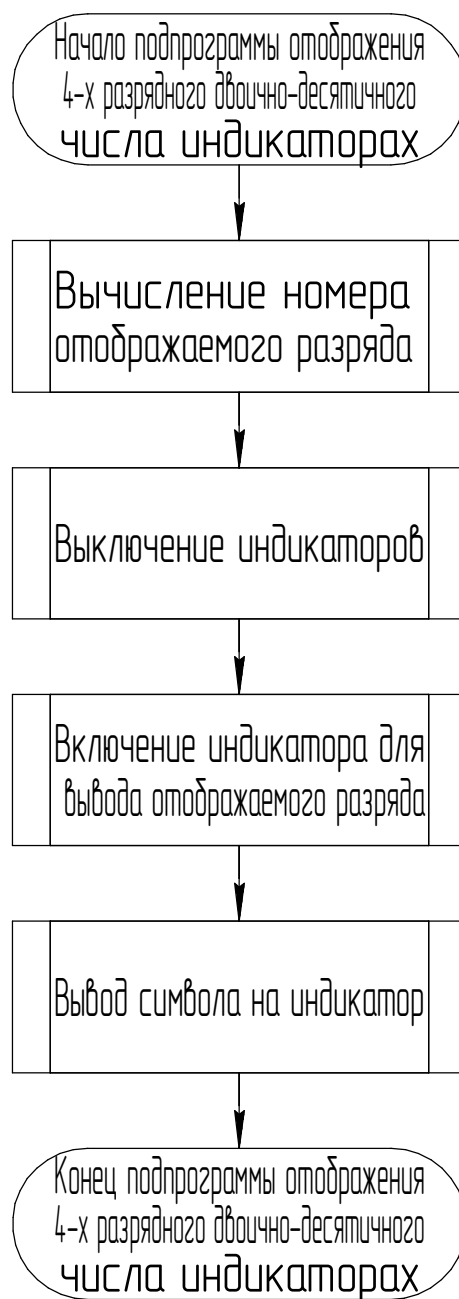 Начало подпрограммы отображения
4-х разрядного двоично-десятичного
числа индикаторах
Вычисление номера
отображаемого разряда
Выключение индикаторов
Включение индикатора для
вывода отображаемого разряда
Вывод символа на индикатор
Конец подпрограммы отображения
4-х разрядного двоично-десятичного
числа индикаторах